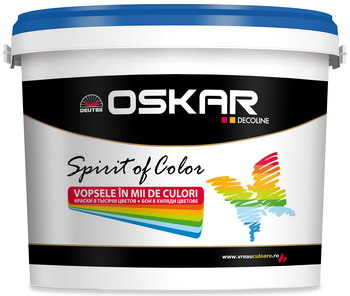 DEUTEK
OSKAR
DECOLINE
Spirit of Color
VOPSELE ÎN MII DE CULORI
КРАСКИ В ТЫСЯЧИ ЦВЕТОВ • БОИ В ХИЛЯДИ ЦВЕТОВЕ
www.vreauculoare.ro